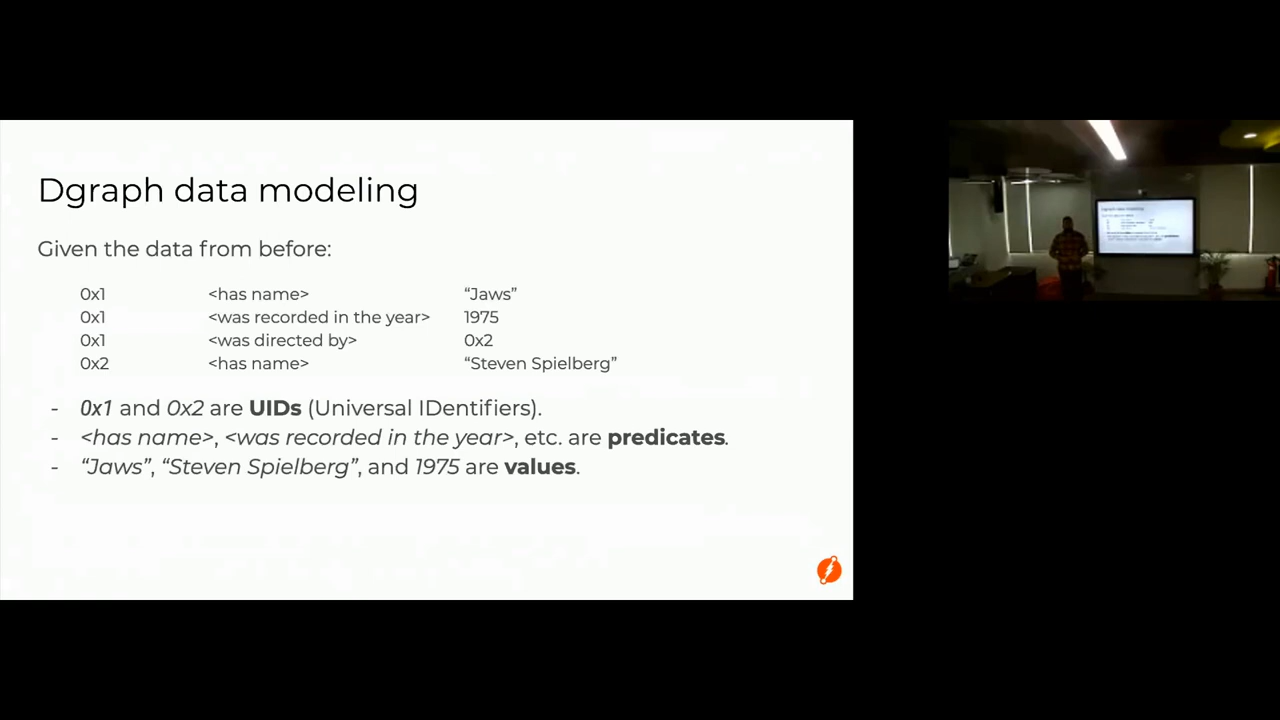 Dgraph data modeling
Given the data from before:
0x1 <has name> “Jaws”
0x1 <was recorded in the year> 1975
0x1 <was directed by> 0x2
0x2 <has name> “Steven Spielberg”
- 0x1 and 0x2 are UIDs (Universal IDentifiers).
- <has name>, <was recorded in the year>, etc. are predicates.
- “Jaws”, “Steven Spielberg”, and 1975 are values.